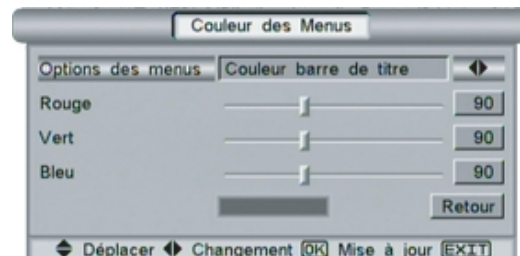 Couleur des Menus
Options des menus Couleur barre de titre
Rouge 90
Vert 90
Bleu 90
Retour
Déplacer Changement OK Mise à jour EXIT